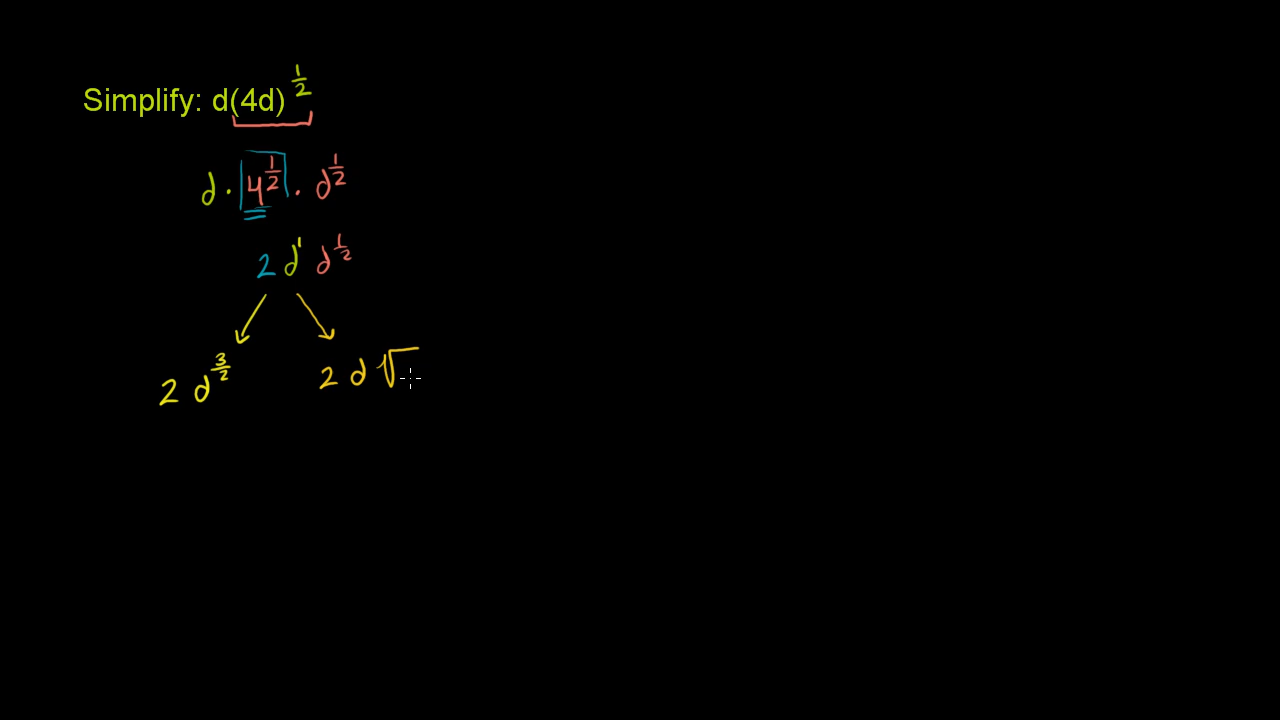 Simplify: d(4d)^{1/2}
d · 4^{1/2} · d^{1/2}
2 d^1 d^{1/2}
2 d^{3/2} 2 d √